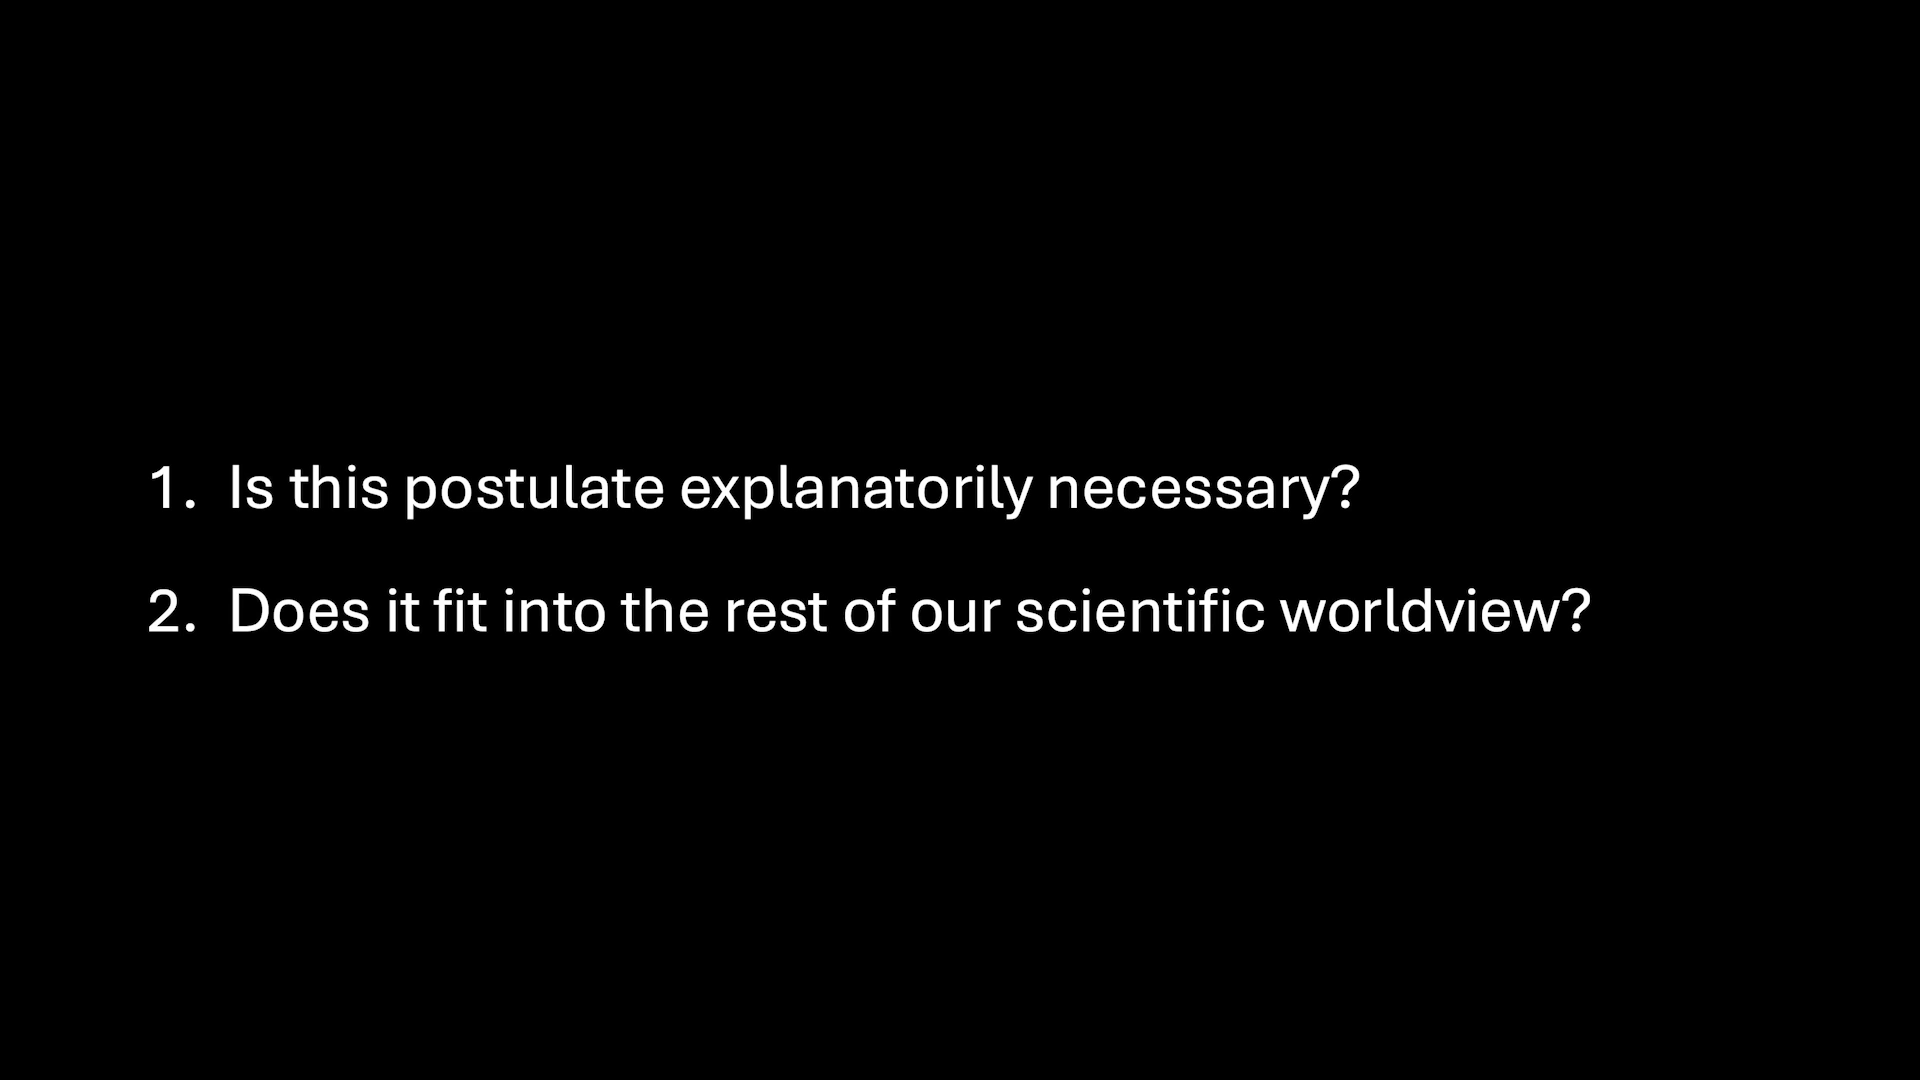 1. Is this postulate explanatorily necessary?
2. Does it fit into the rest of our scientific worldview?